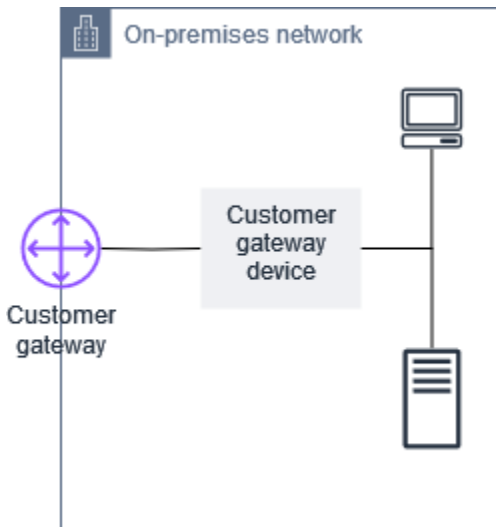 On-premises network
Customer
gateway
device
Customer
gateway